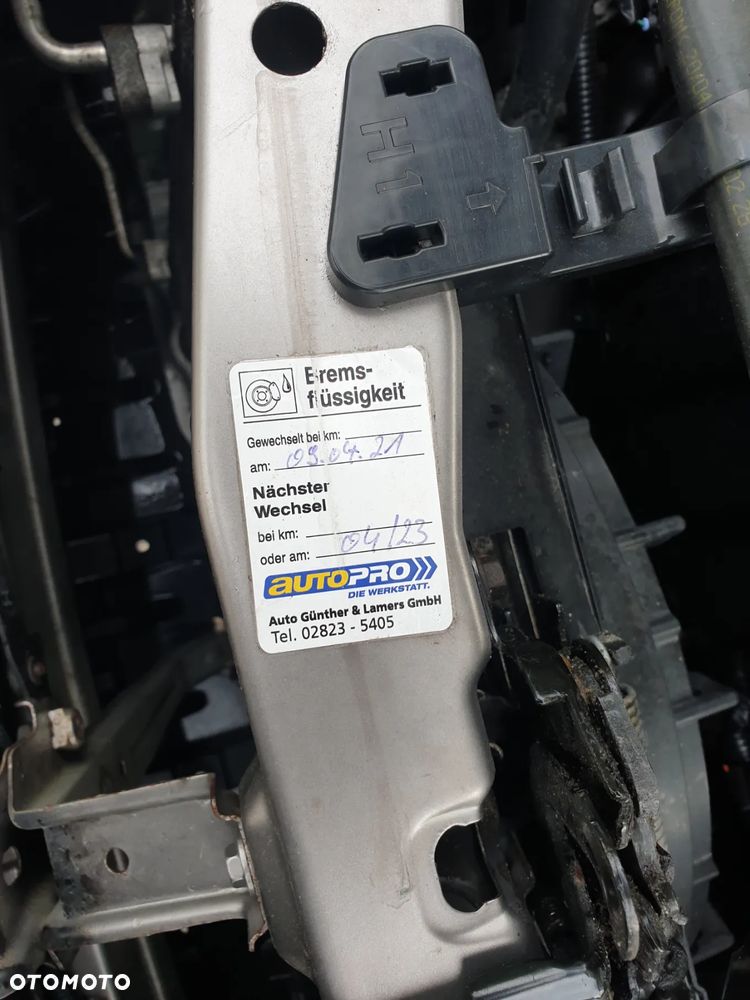 H1
Brems-
flüssigkeit
Gewechselt bei km:
am: 09.04.21
Nächster
Wechsel
bei km:
oder am: 04/23
AUTOPRO
DIE WERKSTATT.
Auto Günther & Lamers GmbH
Tel. 02823 - 5405
OTOMOTO